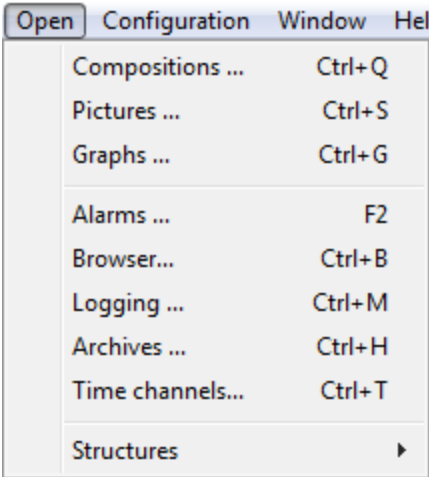 Open Configuration Window Hel
Compositions ... Ctrl+Q
Pictures ... Ctrl+S
Graphs ... Ctrl+G
Alarms ... F2
Browser... Ctrl+B
Logging ... Ctrl+M
Archives ... Ctrl+H
Time channels... Ctrl+T
Structures